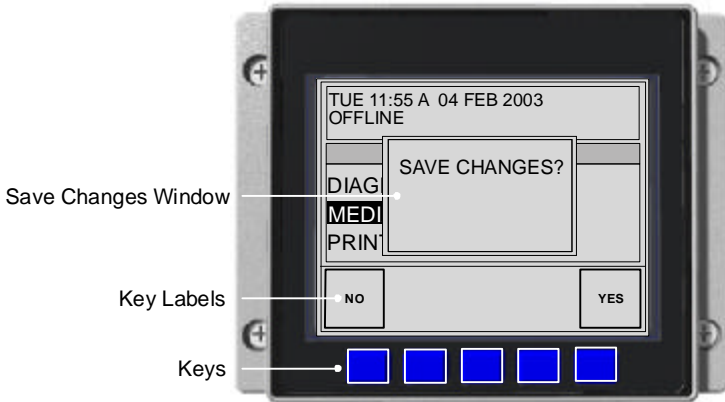 TUE 11:55 A 04 FEB 2003
OFFLINE
SAVE CHANGES?
DIAG
MEDI
PRIN
NO
YES
Save Changes Window
Key Labels
Keys